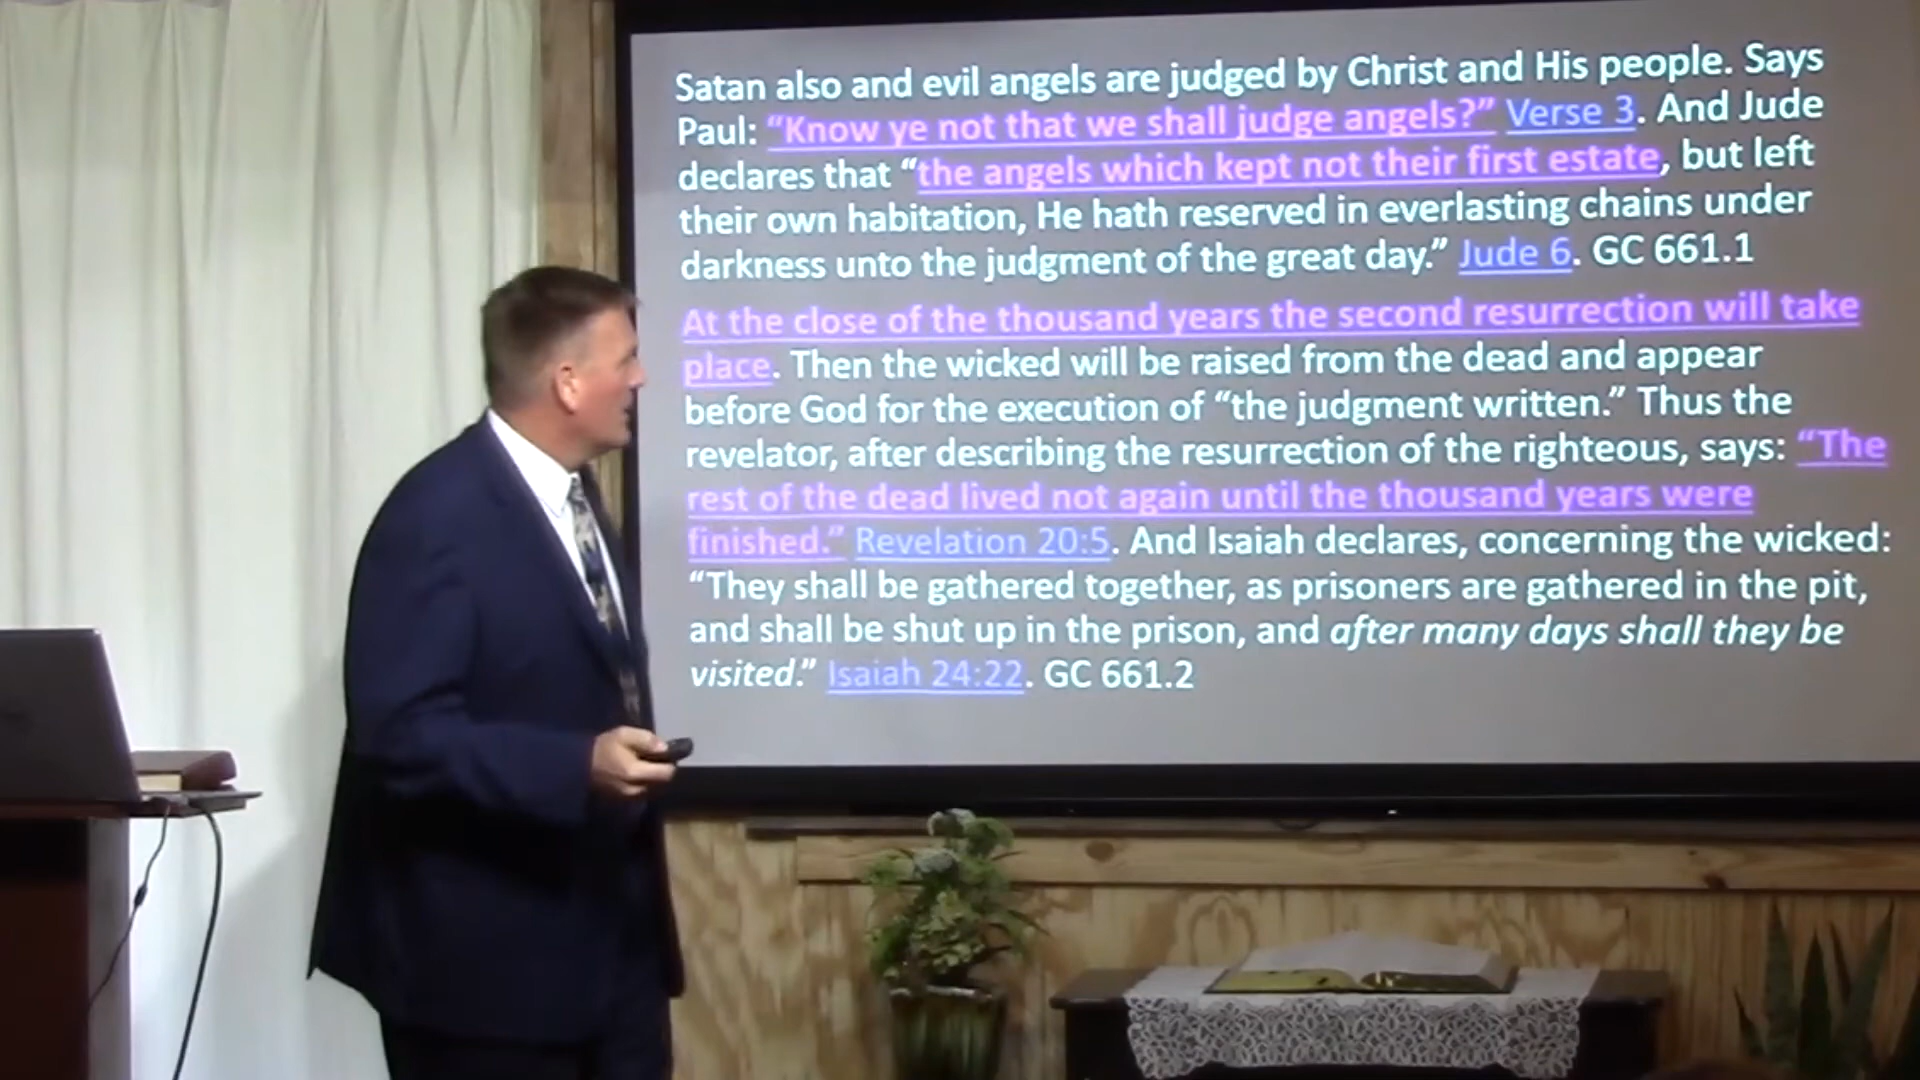 Satan also and evil angels are judged by Christ and His people. Says
Paul: “Know ye not that we shall judge angels?” Verse 3. And Jude
declares that “the angels which kept not their first estate, but left
their own habitation, He hath reserved in everlasting chains under
darkness unto the judgment of the great day.” Jude 6. GC 661.1
At the close of the thousand years the second resurrection will take
place. Then the wicked will be raised from the dead and appear
before God for the execution of “the judgment written.” Thus the
revelator, after describing the resurrection of the righteous, says: “The
rest of the dead lived not again until the thousand years were
finished.” Revelation 20:5. And Isaiah declares, concerning the wicked:
“They shall be gathered together, as prisoners are gathered in the pit,
and shall be shut up in the prison, and after many days shall they be
visited.” Isaiah 24:22. GC 661.2